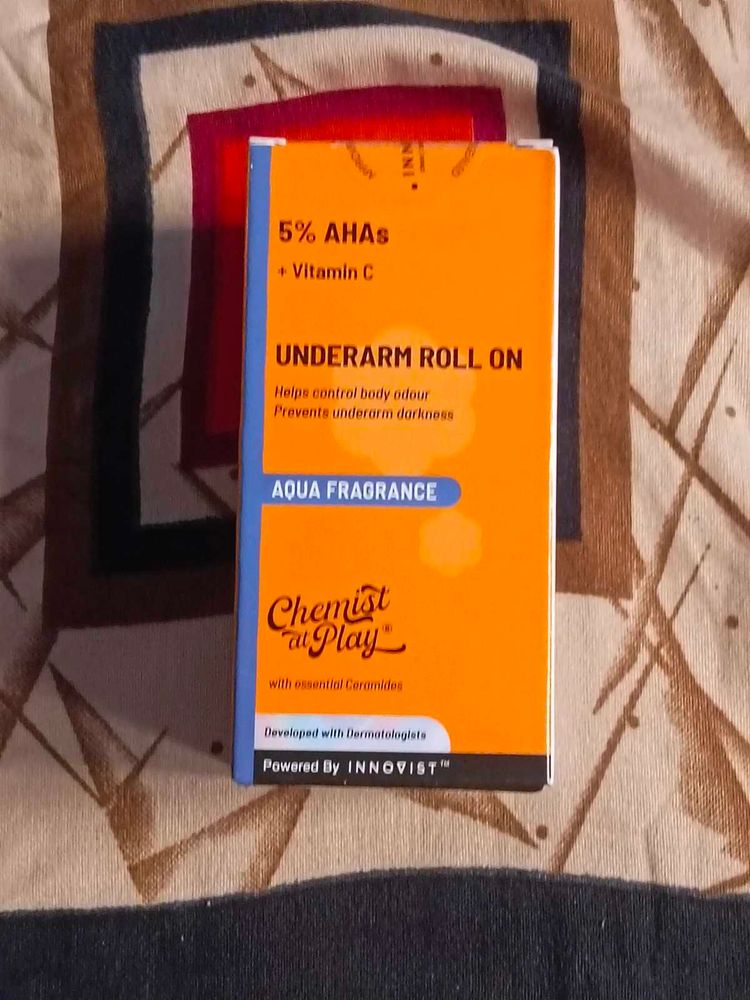 5% AHAs
+ Vitamin C
UNDERARM ROLL ON
Helps control body odour
Prevents underarm darkness
AQUA FRAGRANCE
Chemist
at Play®
with essential Ceramides
Developed with Dermatologists
Powered By INNOVIST™